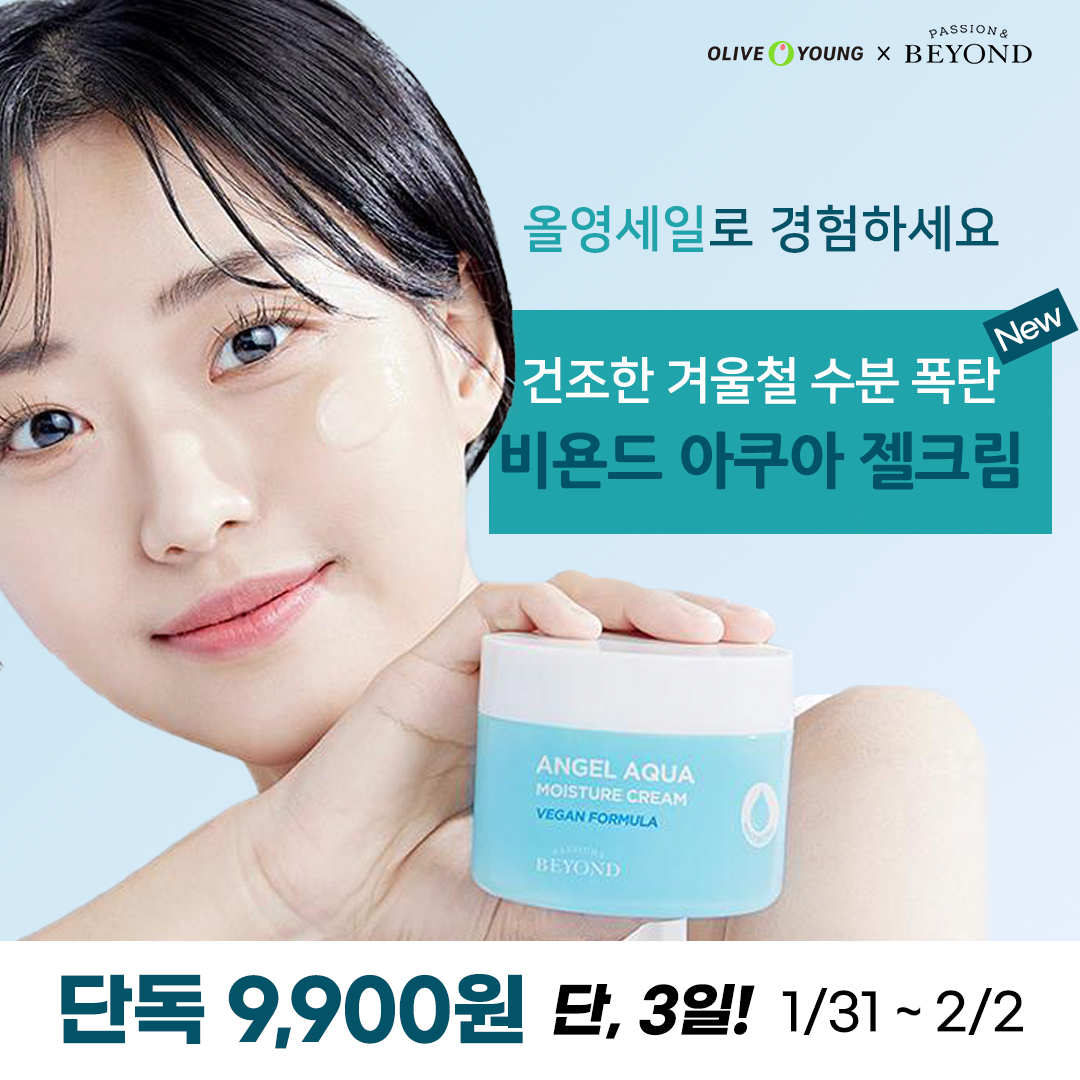 OLIVE YOUNG × PASSION & BEYOND
올영세일로 경험하세요
New
건조한 겨울철 수분 폭탄
비욘드 아쿠아 젤크림
ANGEL AQUA
MOISTURE CREAM
VEGAN FORMULA
PASSION &
BEYOND
단독 9,900원 단, 3일! 1/31 ~ 2/2